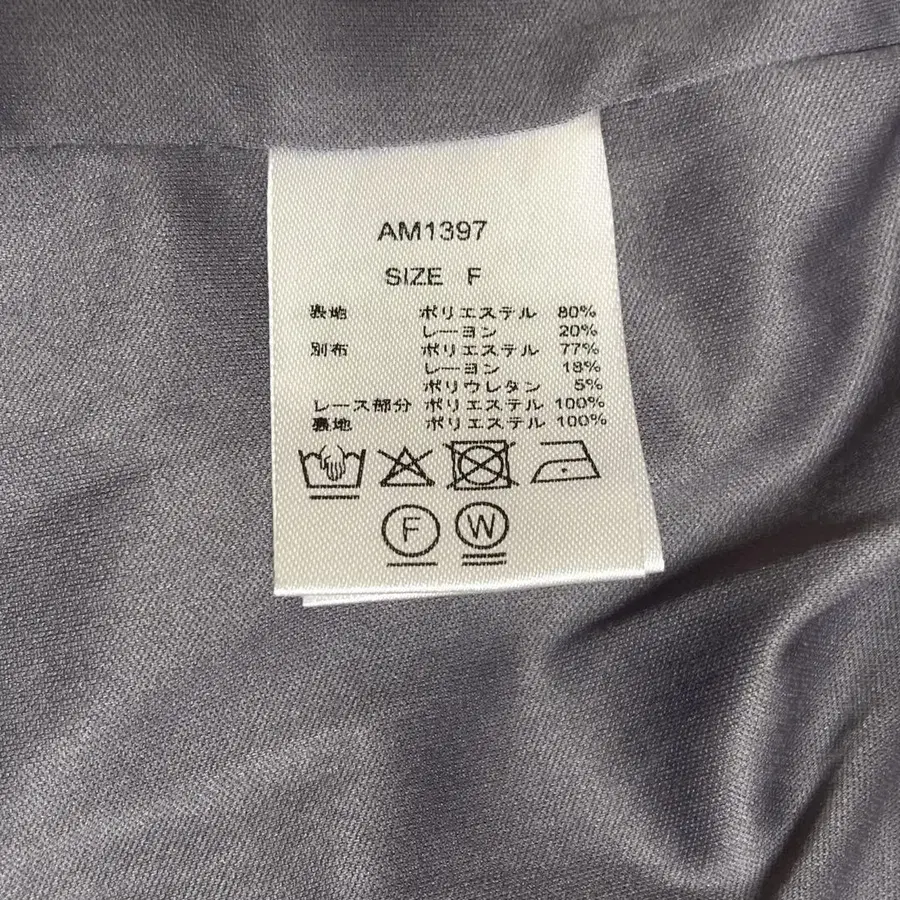 AM1397
SIZE F
表地 ポリエステル 80%
レーヨン 20%
別布 ポリエステル 77%
レーヨン 18%
ポリウレタン 5%
レース部分 ポリエステル 100%
裏地 ポリエステル 100%
F W